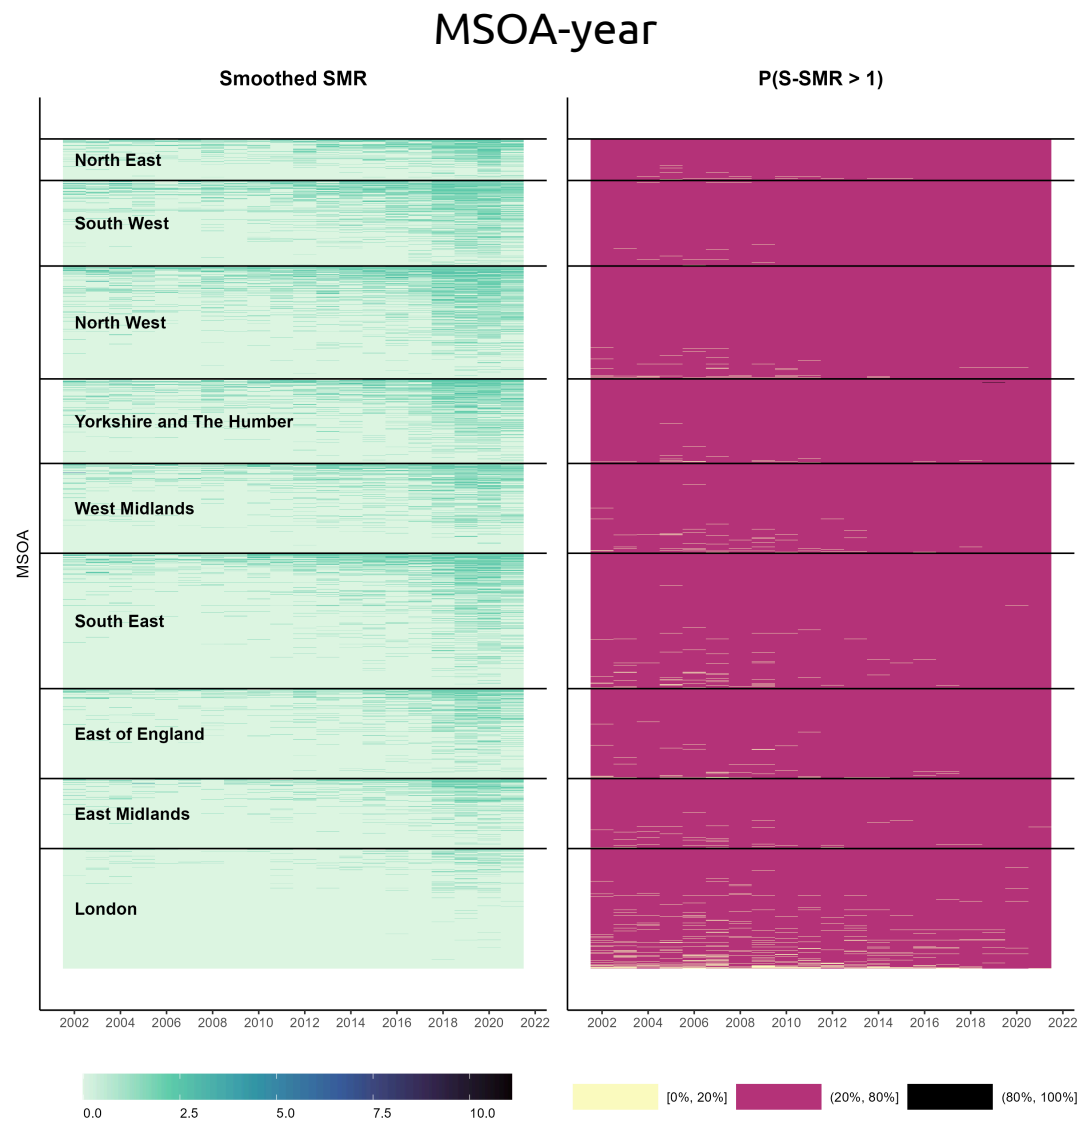 MSOA-year
Smoothed SMR
P(S-SMR > 1)
North East
South West
North West
Yorkshire and The Humber
West Midlands
South East
East of England
East Midlands
London
MSOA
2002 2004 2006 2008 2010 2012 2014 2016 2018 2020 2022
2002 2004 2006 2008 2010 2012 2014 2016 2018 2020 2022
0.0 2.5 5.0 7.5 10.0
[0%, 20%] (20%, 80%] (80%, 100%]